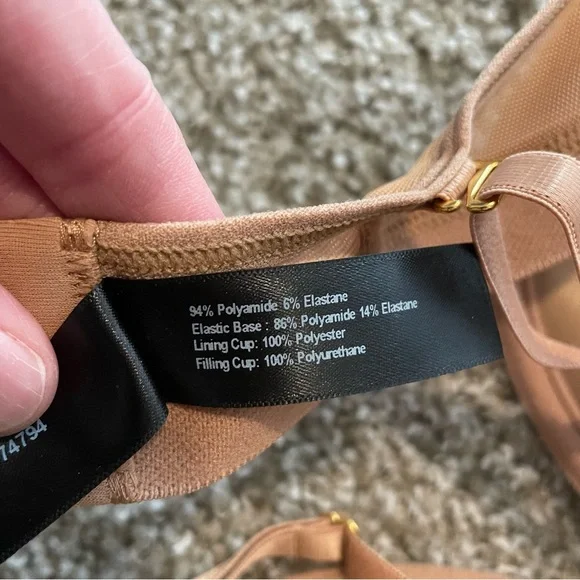 94% Polyamide 6% Elastane
Elastic Base : 86% Polyamide 14% Elastane
Lining Cup: 100% Polyester
Filling Cup: 100% Polyurethane
74794